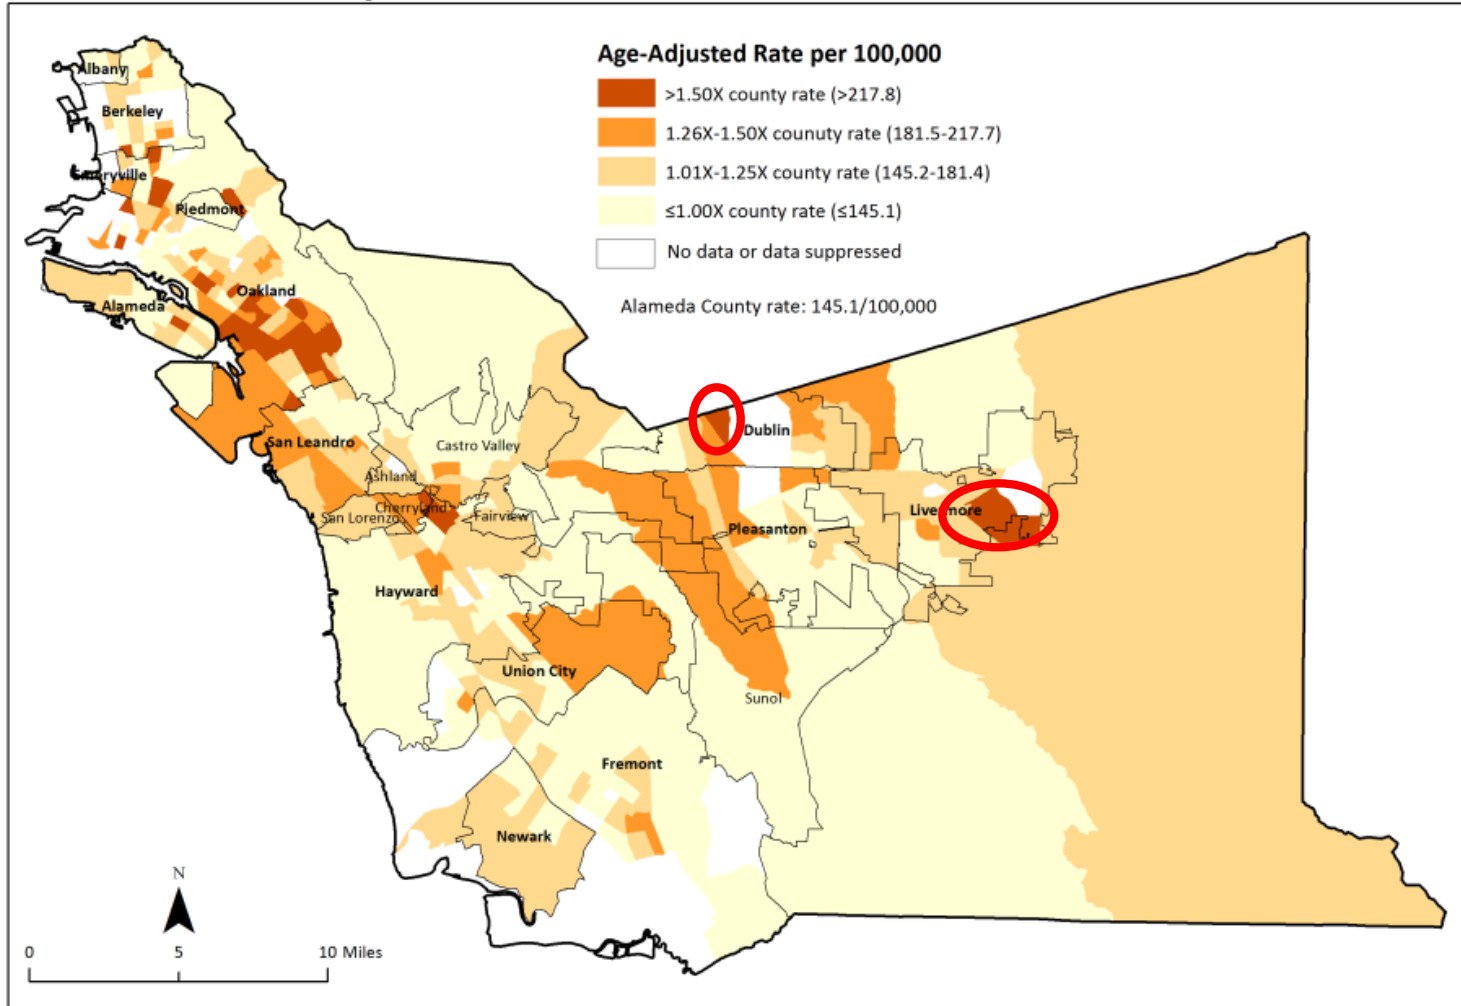 Age-Adjusted Rate per 100,000
>1.50X county rate (>217.8)
1.26X-1.50X counuty rate (181.5-217.7)
1.01X-1.25X county rate (145.2-181.4)
≤1.00X county rate (≤145.1)
No data or data suppressed
Alameda County rate: 145.1/100,000
Albany
Berkeley
Emeryville
Piedmont
Oakland
Alameda
San Leandro
Castro Valley
Dublin
Ashland
Cherryland
San Lorenzo
Fairview
Livermore
Pleasanton
Hayward
Union City
Sunol
Fremont
Newark
N
0 5 10 Miles